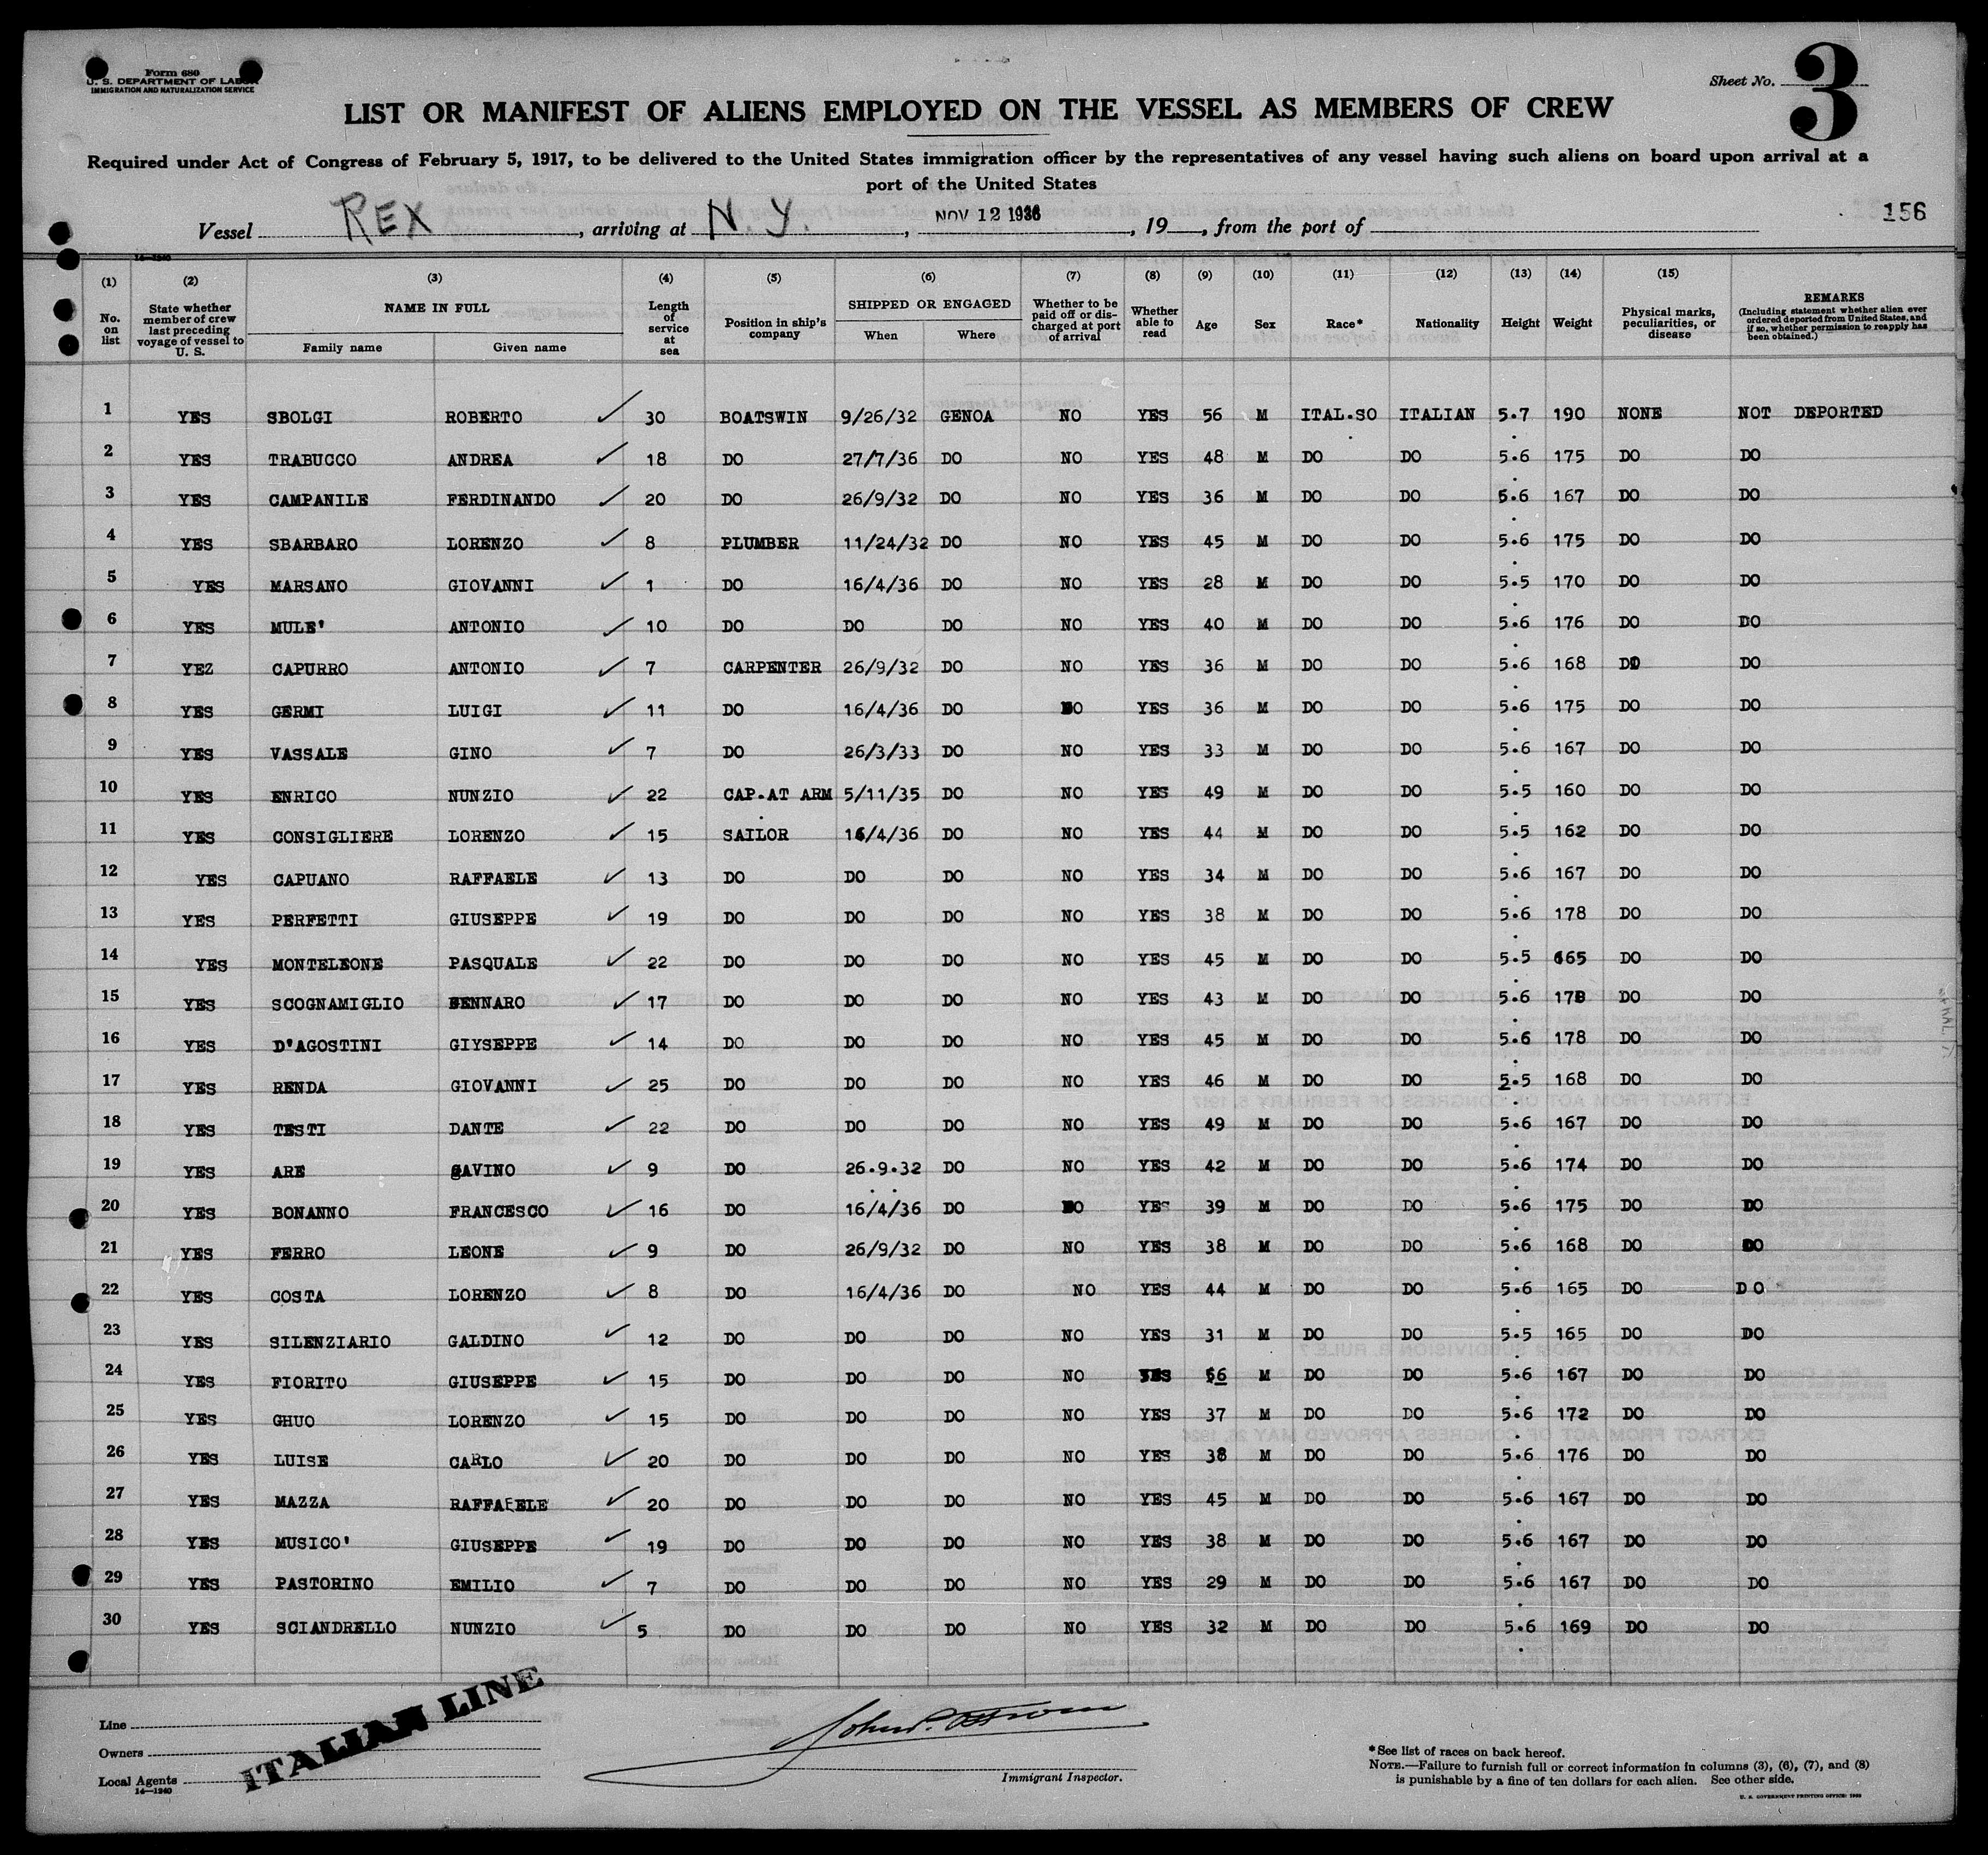 Form 680
U. S. DEPARTMENT OF LABOR
IMMIGRATION AND NATURALIZATION SERVICE
Sheet No. 3
LIST OR MANIFEST OF ALIENS EMPLOYED ON THE VESSEL AS MEMBERS OF CREW
Required under Act of Congress of February 5, 1917, to be delivered to the United States immigration officer by the representatives of any vessel having such aliens on board upon arrival at a
port of the United States
156
Vessel REX, arriving at N. Y., NOV 12 1936, 19 , from the port of
14—1240
(1) No. on list (2) State whether member of crew last preceding voyage of vessel to U. S. (3) NAME IN FULL Family name Given name (4) Length of service at sea (5) Position in ship's company (6) SHIPPED OR ENGAGED When Where (7) Whether to be paid off or discharged at port of arrival (8) Whether able to read (9) Age (10) Sex (11) Race* (12) Nationality (13) Height (14) Weight (15) Physical marks, peculiarities, or disease REMARKS (Including statement whether alien ever ordered deported from United States, and if so, whether permission to reapply has been obtained.)
1 YES SBOLGI ROBERTO ✓ 30 BOATSWIN 9/26/32 GENOA NO YES 56 M ITAL.SO ITALIAN 5.7 190 NONE NOT DEPORTED
2 YES TRABUCCO ANDREA ✓ 18 DO 27/7/36 DO NO YES 48 M DO DO 5.6 175 DO DO
3 YES CAMPANILE FERDINANDO ✓ 20 DO 26/9/32 DO NO YES 36 M DO DO 5.6 167 DO DO
4 YES SBARBARO LORENZO ✓ 8 PLUMBER 11/24/32 DO NO YES 45 M DO DO 5.6 175 DO DO
5 YES MARSANO GIOVANNI ✓ 1 DO 16/4/36 DO NO YES 28 M DO DO 5.5 170 DO DO
6 YES MULE' ANTONIO ✓ 10 DO DO DO NO YES 40 M DO DO 5.6 176 DO DO
7 YEZ CAPURRO ANTONIO ✓ 7 CARPENTER 26/9/32 DO NO YES 36 M DO DO 5.6 168 DO DO
8 YES GERMI LUIGI ✓ 11 DO 16/4/36 DO NO YES 36 M DO DO 5.6 175 DO DO
9 YES VASSALE GINO ✓ 7 DO 26/3/33 DO NO YES 33 M DO DO 5.6 167 DO DO
10 YES ENRICO NUNZIO ✓ 22 CAP.AT ARM 5/11/35 DO NO YES 49 M DO DO 5.5 160 DO DO
11 YES CONSIGLIERE LORENZO ✓ 15 SAILOR 16/4/36 DO NO YES 44 M DO DO 5.5 162 DO DO
12 YES CAPUANO RAFFAELE ✓ 13 DO DO DO NO YES 34 M DO DO 5.6 167 DO DO
13 YES PERFETTI GIUSEPPE ✓ 19 DO DO DO NO YES 38 M DO DO 5.6 178 DO DO
14 YES MONTELEONE PASQUALE ✓ 22 DO DO DO NO YES 45 M DO DO 5.5 165 DO DO
15 YES SCOGNAMIGLIO GENNARO ✓ 17 DO DO DO NO YES 43 M DO DO 5.6 DO DO
16 YES D'AGOSTINI GIYSEPPE ✓ 14 DO DO DO NO YES 45 M DO DO 5.6 178 DO DO
17 YES RENDA GIOVANNI ✓ 25 DO DO DO NO YES 46 M DO DO 5.5 168 DO DO
18 YES TESTI DANTE ✓ 22 DO DO DO NO YES 49 M DO DO 5.6 167 DO DO
19 YES ARE GAVINO ✓ 9 DO 26.9.32 DO NO YES 42 M DO DO 5.6 174 DO DO
20 YES BONANNO FRANCESCO ✓ 16 DO 16/4/36 DO NO YES 39 M DO DO 5.6 175 DO DO
21 YES FERRO LEONE ✓ 9 DO 26/9/32 DO NO YES 38 M DO DO 5.6 168 DO DO
22 YES COSTA LORENZO ✓ 8 DO 16/4/36 DO NO YES 44 M DO DO 5.6 165 DO DO
23 YES SILENZIARIO GALDINO ✓ 12 DO DO DO NO YES 31 M DO DO 5.5 165 DO DO
24 YES FIORITO GIUSEPPE ✓ 15 DO DO DO NO YES M DO DO 5.6 167 DO DO
25 YES GHUO LORENZO ✓ 15 DO DO DO NO YES 37 M DO DO 5.6 172 DO DO
26 YES LUISE CARLO ✓ 20 DO DO DO NO YES 38 M DO DO 5.6 176 DO DO
27 YES MAZZA RAFFAELE ✓ 20 DO DO DO NO YES 45 M DO DO 5.6 167 DO DO
28 YES MUSICO' GIUSEPPE ✓ 19 DO DO DO NO YES 38 M DO DO 5.6 167 DO DO
29 YES PASTORINO EMILIO ✓ 7 DO DO DO NO YES 29 M DO DO 5.6 167 DO DO
30 YES SCIANDRELLO NUNZIO ✓ 5 DO DO DO NO YES 32 M DO DO 5.6 169 DO DO
Line
Owners
Local Agents
14—1240
ITALIAN LINE
Immigrant Inspector.
*See list of races on back hereof.
NOTE.—Failure to furnish full or correct information in columns (3), (6), (7), and (8)
is punishable by a fine of ten dollars for each alien. See other side.